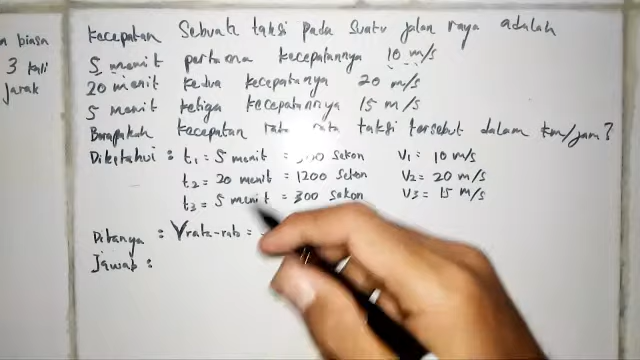 n biasa
3 kali
jarak
kecepatan Sebuah taksi pada suatu jalan raya adalah
5 menit pertama kecepatannya 10 m/s
20 menit kedua kecepatanya 20 m/s
5 menit ketiga kecepatannya 15 m/s
Berapakah kecepatan rata rata taksi tersebut dalam km/jam?
Diketahui : t1 = 5 menit = 300 Sekon V1 = 10 m/s
t2 = 20 menit = 1200 Sekon V2 = 20 m/s
t3 = 5 menit = 300 Sekon V3 = 15 m/s
Ditanya : Vrata-rata =
Jawab :